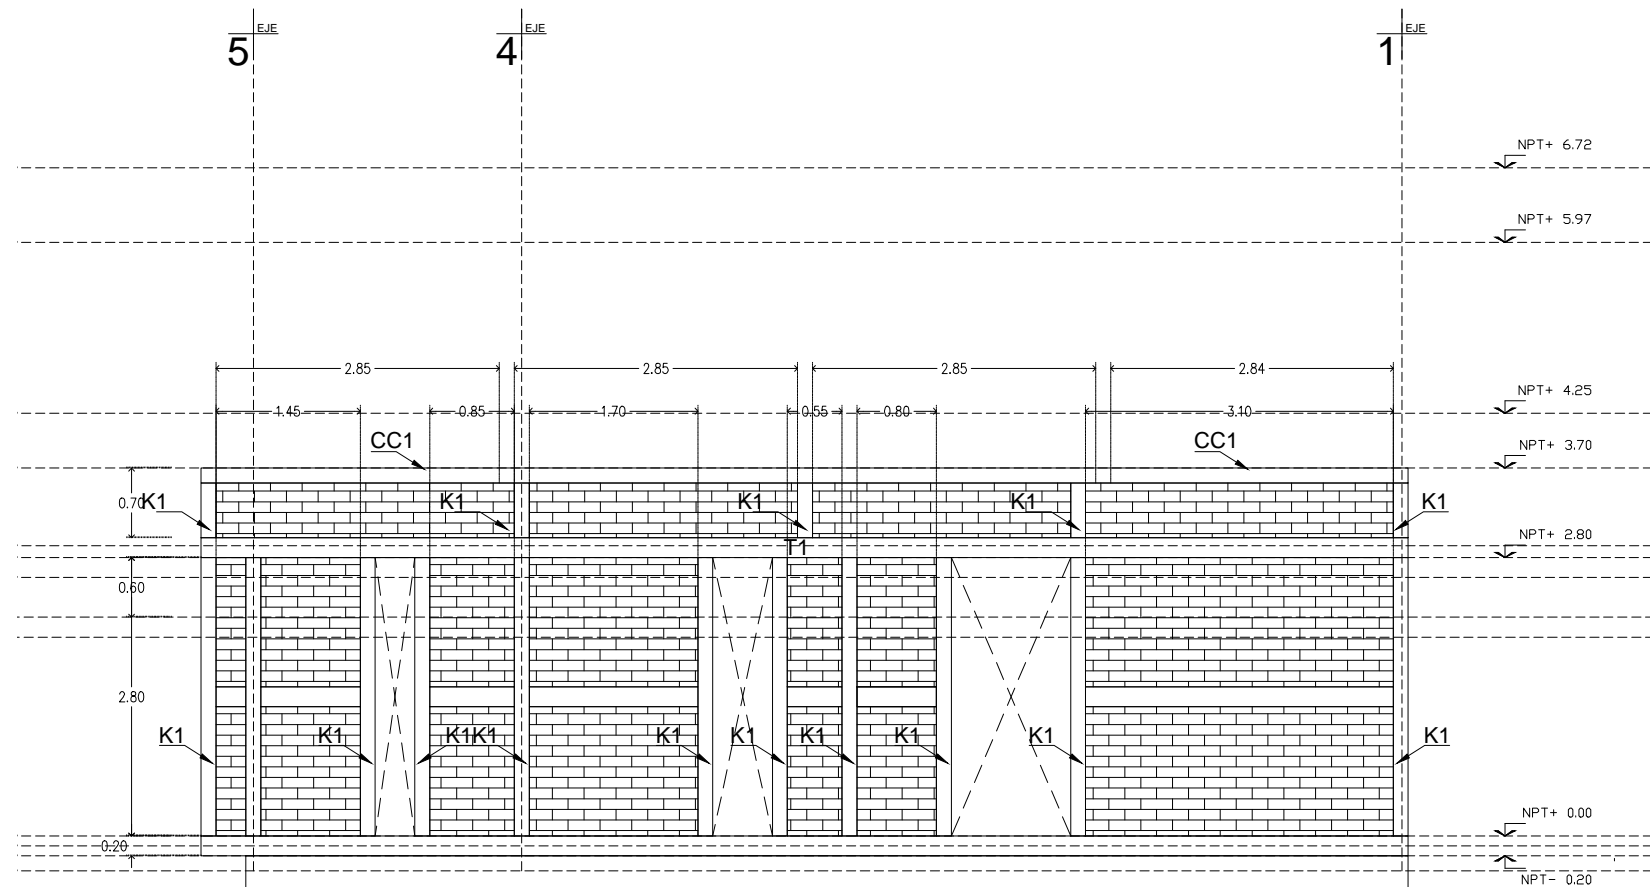 EJE EJE EJE
5 4 1
NPT+ 6.72
NPT+ 5.97
2.85 2.85 2.85 2.84
NPT+ 4.25
1.45 0.85 1.70 0.55 0.80 3.10
CC1 CC1
NPT+ 3.70
0.70 K1 K1 K1 K1 K1
NPT+ 2.80
T1
0.60
2.80
K1 K1 K1 K1 K1 K1 K1 K1 K1 K1
NPT+ 0.00
0.20
NPT- 0.20